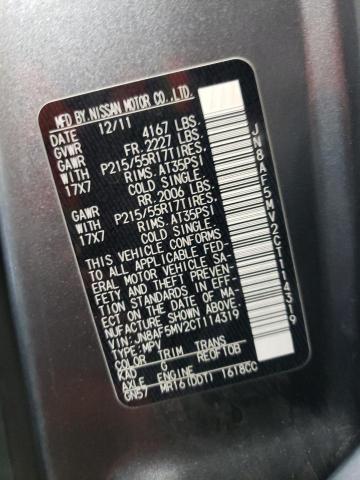 MFD BY.NISSAN MOTOR CO.,LTD.
DATE 12/11
GVWR 4167 LBS.
GAWR FR. 2227 LBS.
WITH P215/55R17TIRES.
17X7 RIMS. AT35PSI
COLD SINGLE.
GAWR RR. 2006 LBS.
WITH P215/55R17TIRES.
17X7 RIMS. AT35PSI
COLD SINGLE.
THIS VEHICLE CONFORMS
TO ALL APPLICABLE FED-
ERAL MOTOR VEHICLE SA-
FETY AND THEFT PREVEN-
TION STANDARDS IN EFF-
ECT ON THE DATE OF MA-
NUFACTURE SHOWN ABOVE.
VIN: JN8AF5MV2CT114319
TYPE:MPV
COLOR TRIM TRANS
KAD G RE0F10B
AXLE ENGINE
GN57 MR16(DDT) 1618CC
JN8AF5MV2CT114319